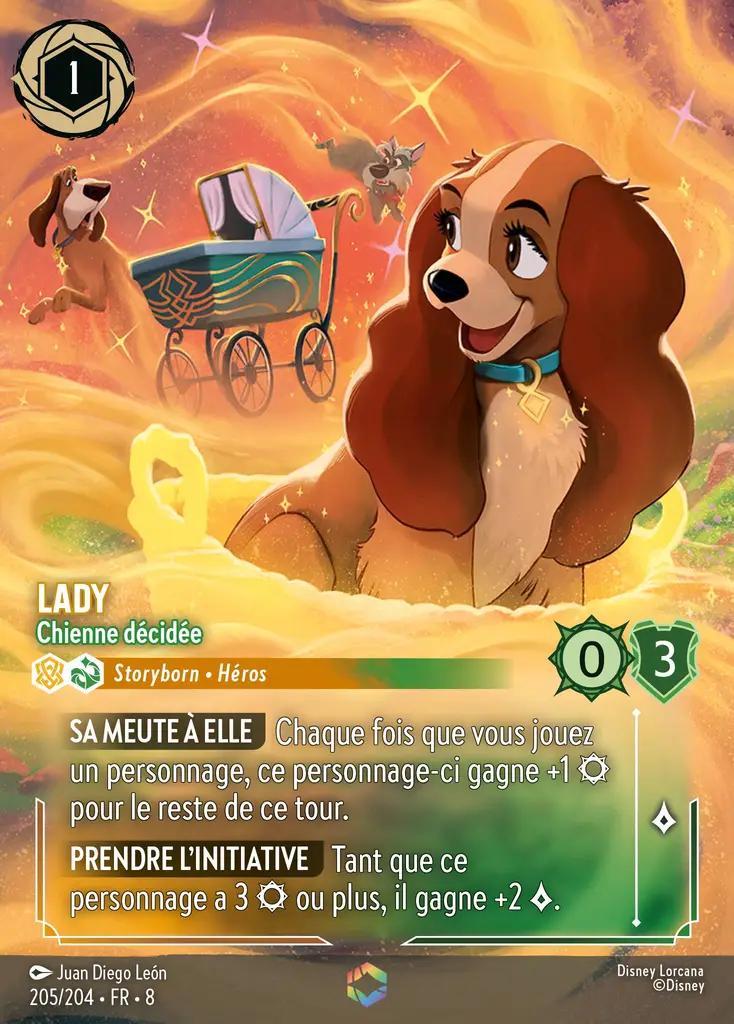 1
LADY
Chienne décidée
Storyborn • Héros
0 3
SA MEUTE À ELLE Chaque fois que vous jouez
un personnage, ce personnage-ci gagne +1
pour le reste de ce tour.
PRENDRE L'INITIATIVE Tant que ce
personnage a 3 ou plus, il gagne +2 .
Juan Diego León
205/204 • FR • 8
Disney Lorcana
©Disney